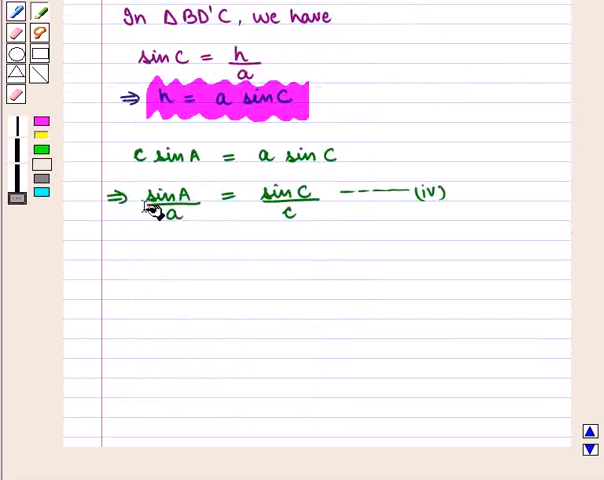 In ΔBD'C, we have
sin C = h/a
⇒ h = a sin C
c sin A = a sin C
⇒ sin A/a = sin C/c -----(iv)